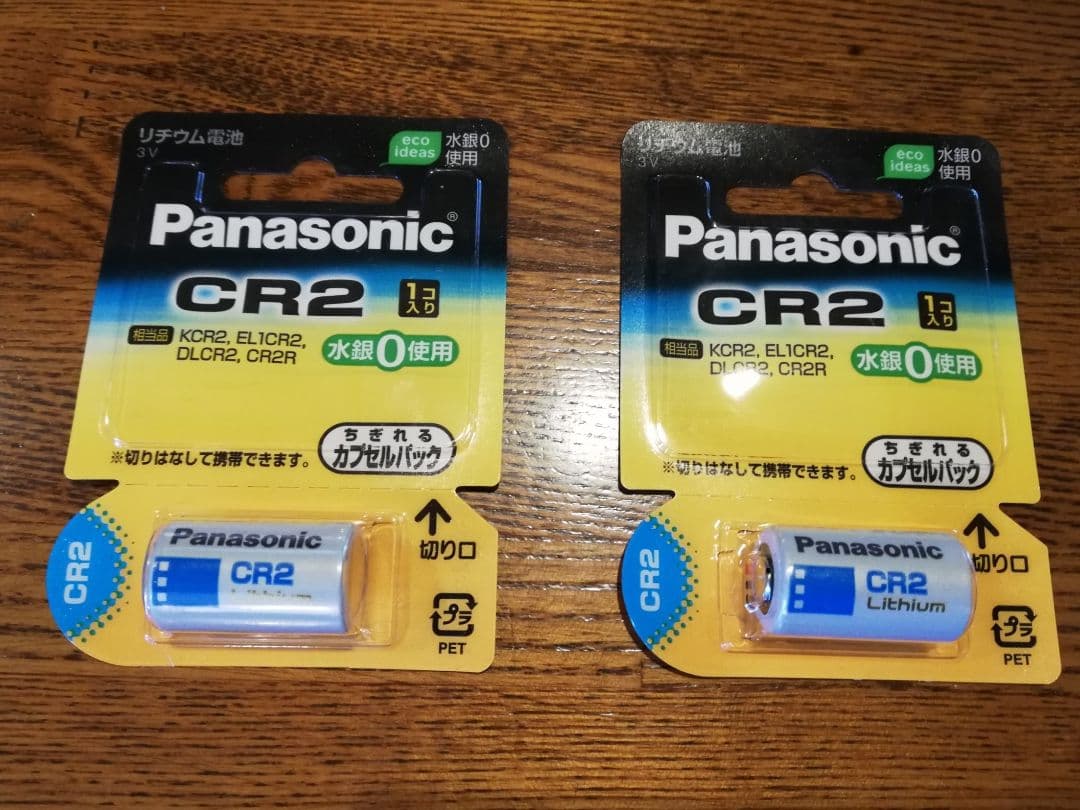 リチウム電池
3V
eco
ideas
水銀0
使用
Panasonic®
CR2
1コ
入り
相当品 KCR2, EL1CR2,
DLCR2, CR2R
水銀0使用
ちぎれる
カプセルパック
※切りはなして携帯できます。
CR2
Panasonic
CR2
切り口
プラ
PET
リチウム電池
3V
eco
ideas
水銀0
使用
Panasonic®
CR2
1コ
入り
相当品 KCR2, EL1CR2,
DLCR2, CR2R
水銀0使用
ちぎれる
カプセルパック
※切りはなして携帯できます。
CR2
Panasonic
CR2
Lithium
切り口
プラ
PET